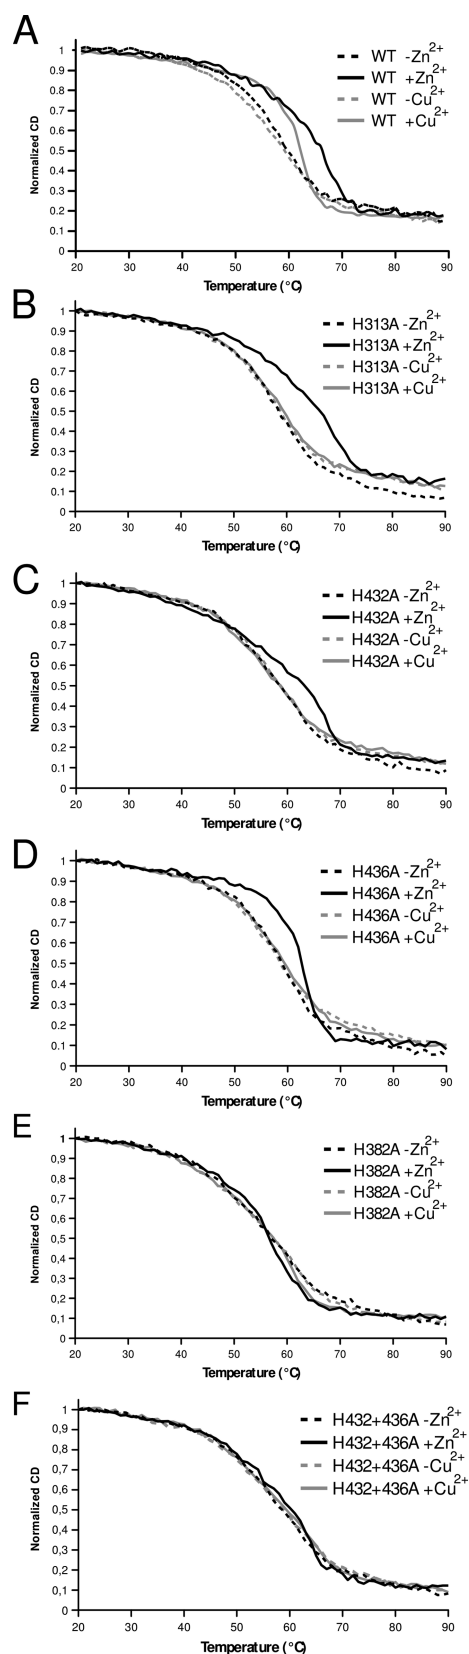 A
WT -Zn2+
WT +Zn2+
WT -Cu2+
WT +Cu2+
Normalized CD
1
0.9
0.8
0.7
0.6
0.5
0.4
0.3
0.2
0.1
0
20 30 40 50 60 70 80 90
Temperature (°C)
B
H313A -Zn2+
H313A +Zn2+
H313A -Cu2+
H313A +Cu2+
Normalized CD
1
0.9
0.8
0.7
0.6
0.5
0.4
0.3
0.2
0.1
0
20 30 40 50 60 70 80 90
Temperature (°C)
C
H432A -Zn2+
H432A +Zn2+
H432A -Cu2+
H432A +Cu2+
Normalized CD
1
0.9
0.8
0.7
0.6
0.5
0.4
0.3
0.2
0.1
0
20 30 40 50 60 70 80 90
Temperature (°C)
D
H436A -Zn2+
H436A +Zn2+
H436A -Cu2+
H436A +Cu2+
Normalized CD
1
0.9
0.8
0.7
0.6
0.5
0.4
0.3
0.2
0.1
0
20 30 40 50 60 70 80 90
Temperature (°C)
E
H382A -Zn2+
H382A +Zn2+
H382A -Cu2+
H382A +Cu2+
Normalized CD
1
0,9
0,8
0,7
0,6
0,5
0,4
0,3
0,2
0,1
0
20 30 40 50 60 70 80 90
Temperature (°C)
F
H432+436A -Zn2+
H432+436A +Zn2+
H432+436A -Cu2+
H432+436A +Cu2+
Normalized CD
1
0,9
0,8
0,7
0,6
0,5
0,4
0,3
0,2
0,1
0
20 30 40 50 60 70 80 90
Temperature (°C)